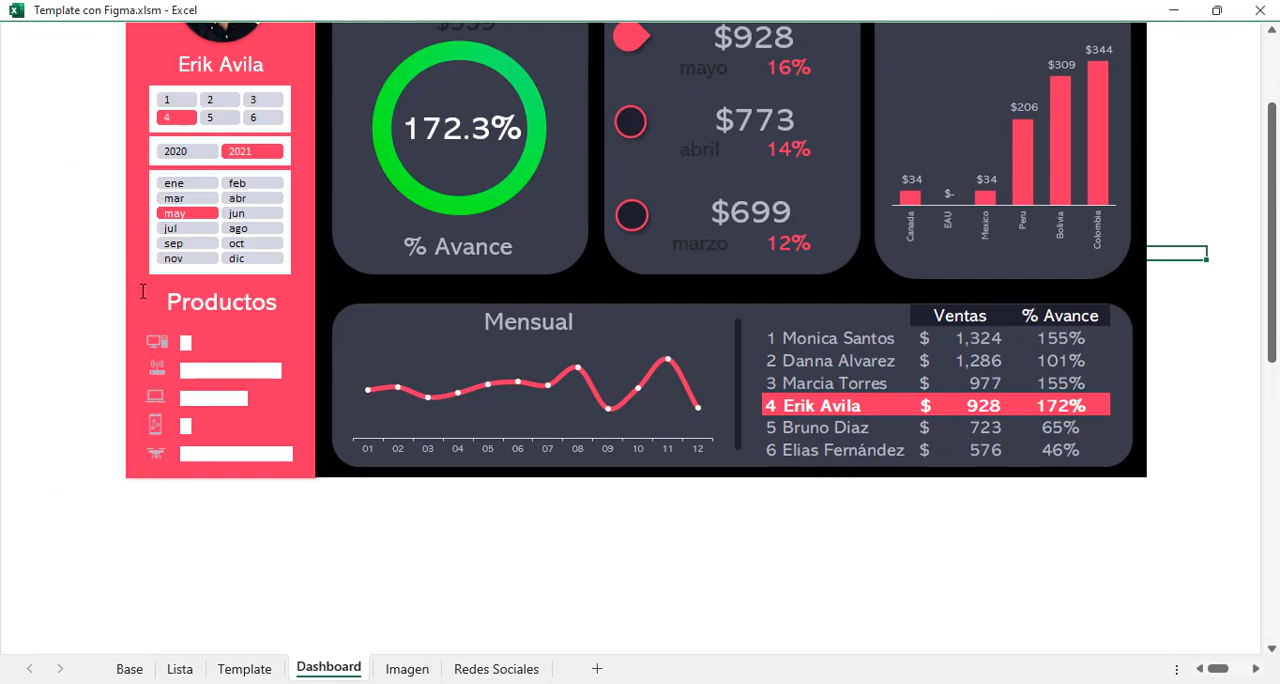 Template con Figma.xlsm - Excel
Erik Avila
1 2 3
4 5 6
2020 2021
ene feb
mar abr
may jun
jul ago
sep oct
nov dic
Productos
172.3%
% Avance
$928
mayo 16%
$773
abril 14%
$699
marzo 12%
$34 $- $34 $206 $309 $344
Canada EAU Mexico Peru Bolivia Colombia
Mensual
01 02 03 04 05 06 07 08 09 10 11 12
Ventas % Avance
1 Monica Santos $ 1,324 155%
2 Danna Alvarez $ 1,286 101%
3 Marcia Torres $ 977 155%
4 Erik Avila $ 928 172%
5 Bruno Diaz $ 723 65%
6 Elias Fernández $ 576 46%
Base Lista Template Dashboard Imagen Redes Sociales